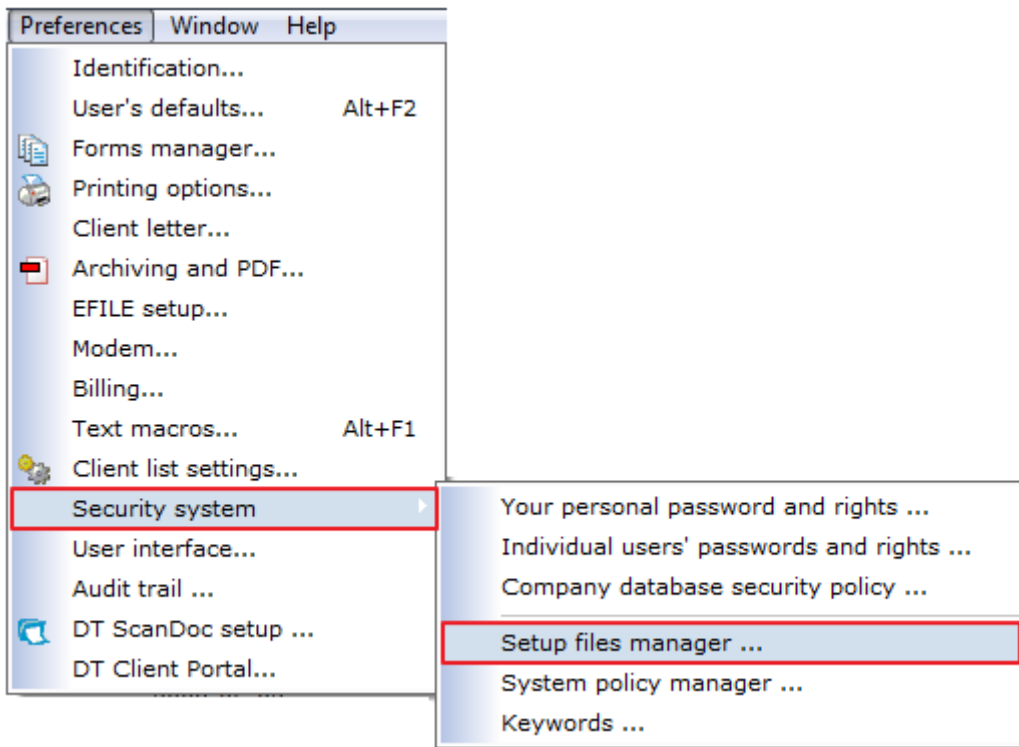 Preferences Window Help
Identification...
User's defaults... Alt+F2
Forms manager...
Printing options...
Client letter...
Archiving and PDF...
EFILE setup...
Modem...
Billing...
Text macros... Alt+F1
Client list settings...
Security system
User interface...
Audit trail ...
DT ScanDoc setup ...
DT Client Portal...
Your personal password and rights ...
Individual users' passwords and rights ...
Company database security policy ...
Setup files manager ...
System policy manager ...
Keywords ...